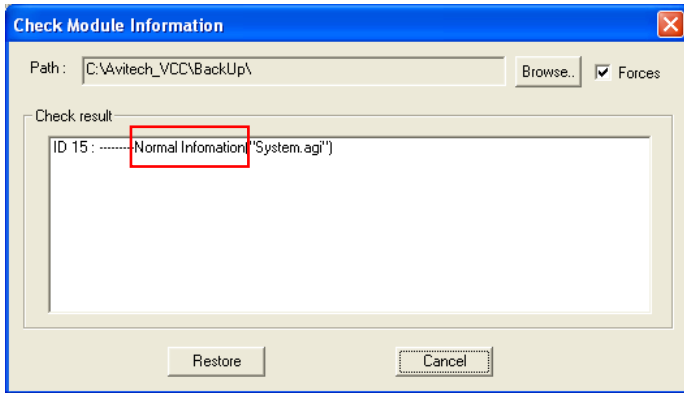 Check Module Information
Path : C:\Avitech_VCC\BackUp\ Browse.. Forces
Check result
ID 15 : --------Normal Infomation("System.agi")
Restore Cancel